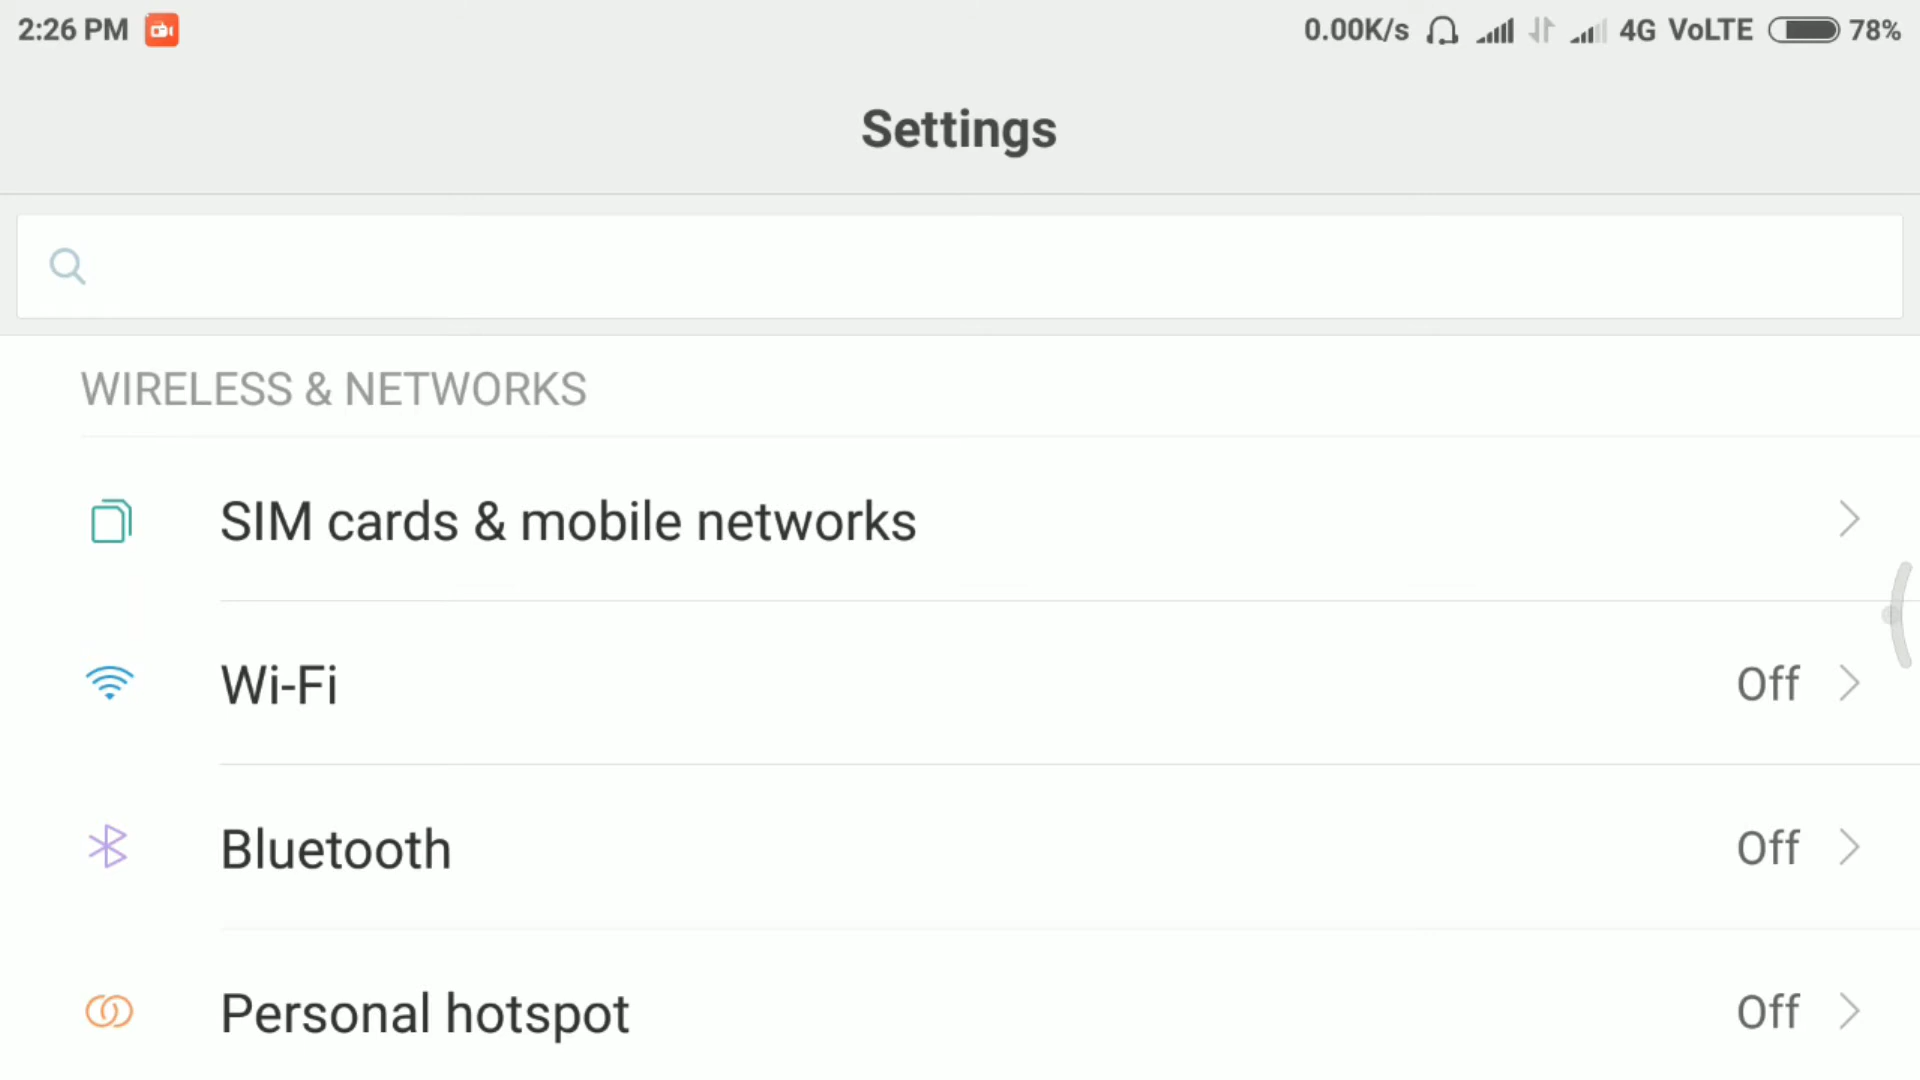 2:26 PM 0.00K/s 4G VoLTE 78%
Settings
WIRELESS & NETWORKS
SIM cards & mobile networks
Wi-Fi Off
Bluetooth Off
Personal hotspot Off